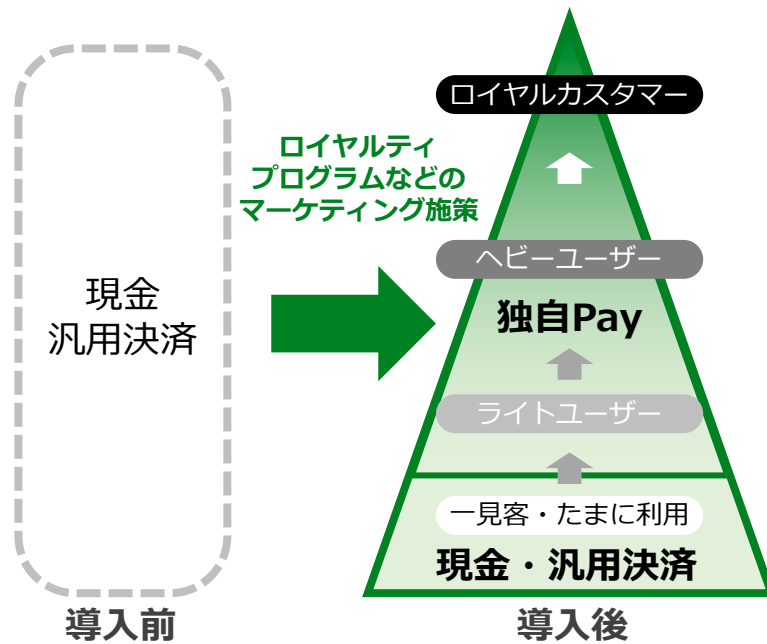 現金
汎用決済
導入前
ロイヤルティ
プログラムなどの
マーケティング施策
ロイヤルカスタマー
ヘビーユーザー
独自Pay
ライトユーザー
一見客・たまに利用
現金・汎用決済
導入後